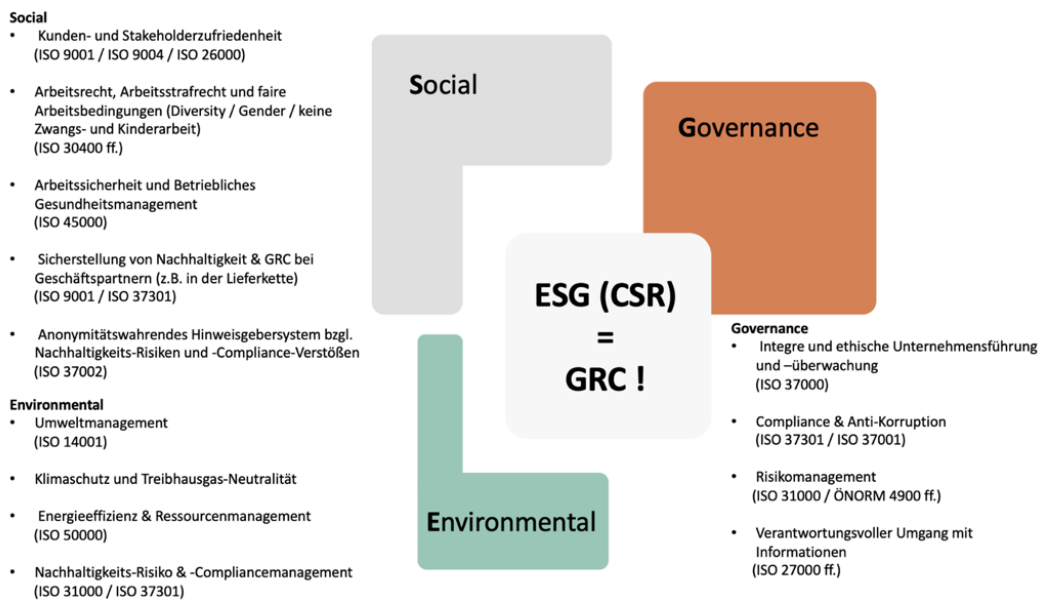 Social
• Kunden- und Stakeholderzufriedenheit
(ISO 9001 / ISO 9004 / ISO 26000)
• Arbeitsrecht, Arbeitsstrafrecht und faire
Arbeitsbedingungen (Diversity / Gender / keine
Zwangs- und Kinderarbeit)
(ISO 30400 ff.)
• Arbeitssicherheit und Betriebliches
Gesundheitsmanagement
(ISO 45000)
• Sicherstellung von Nachhaltigkeit & GRC bei
Geschäftspartnern (z.B. in der Lieferkette)
(ISO 9001 / ISO 37301)
• Anonymitätswahrendes Hinweisgebersystem bzgl.
Nachhaltigkeits-Risiken und -Compliance-Verstößen
(ISO 37002)
Environmental
• Umweltmanagement
(ISO 14001)
• Klimaschutz und Treibhausgas-Neutralität
• Energieeffizienz & Ressourcenmanagement
(ISO 50000)
• Nachhaltigkeits-Risiko & -Compliancemanagement
(ISO 31000 / ISO 37301)
Social
Governance
ESG (CSR)
=
GRC !
Environmental
Governance
• Integre und ethische Unternehmensführung
und –überwachung
(ISO 37000)
• Compliance & Anti-Korruption
(ISO 37301 / ISO 37001)
• Risikomanagement
(ISO 31000 / ÖNORM 4900 ff.)
• Verantwortungsvoller Umgang mit
Informationen
(ISO 27000 ff.)